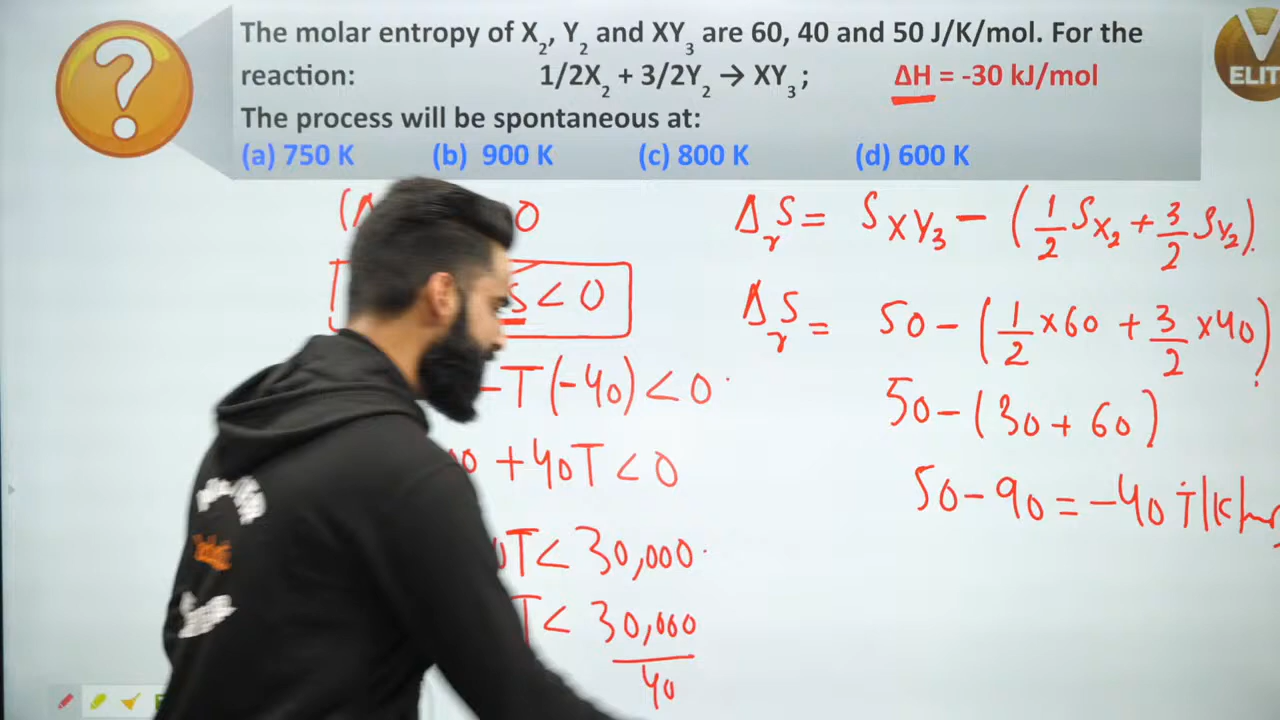 The molar entropy of X₂, Y₂ and XY₃ are 60, 40 and 50 J/K/mol. For the
reaction: 1/2X₂ + 3/2Y₂ → XY₃; ΔH = -30 kJ/mol
The process will be spontaneous at:
(a) 750 K (b) 900 K (c) 800 K (d) 600 K
V
ELIT
(Δ 0
S < 0
-T(-40) < 0
+40T < 0
T < 30,000
T < 30,000/40
ΔᵣS = S XY₃ - (1/2 S X₂ + 3/2 S Y₂)
ΔᵣS = 50 - (1/2 × 60 + 3/2 × 40)
50 - (30 + 60)
50 - 90 = -40 J/K/